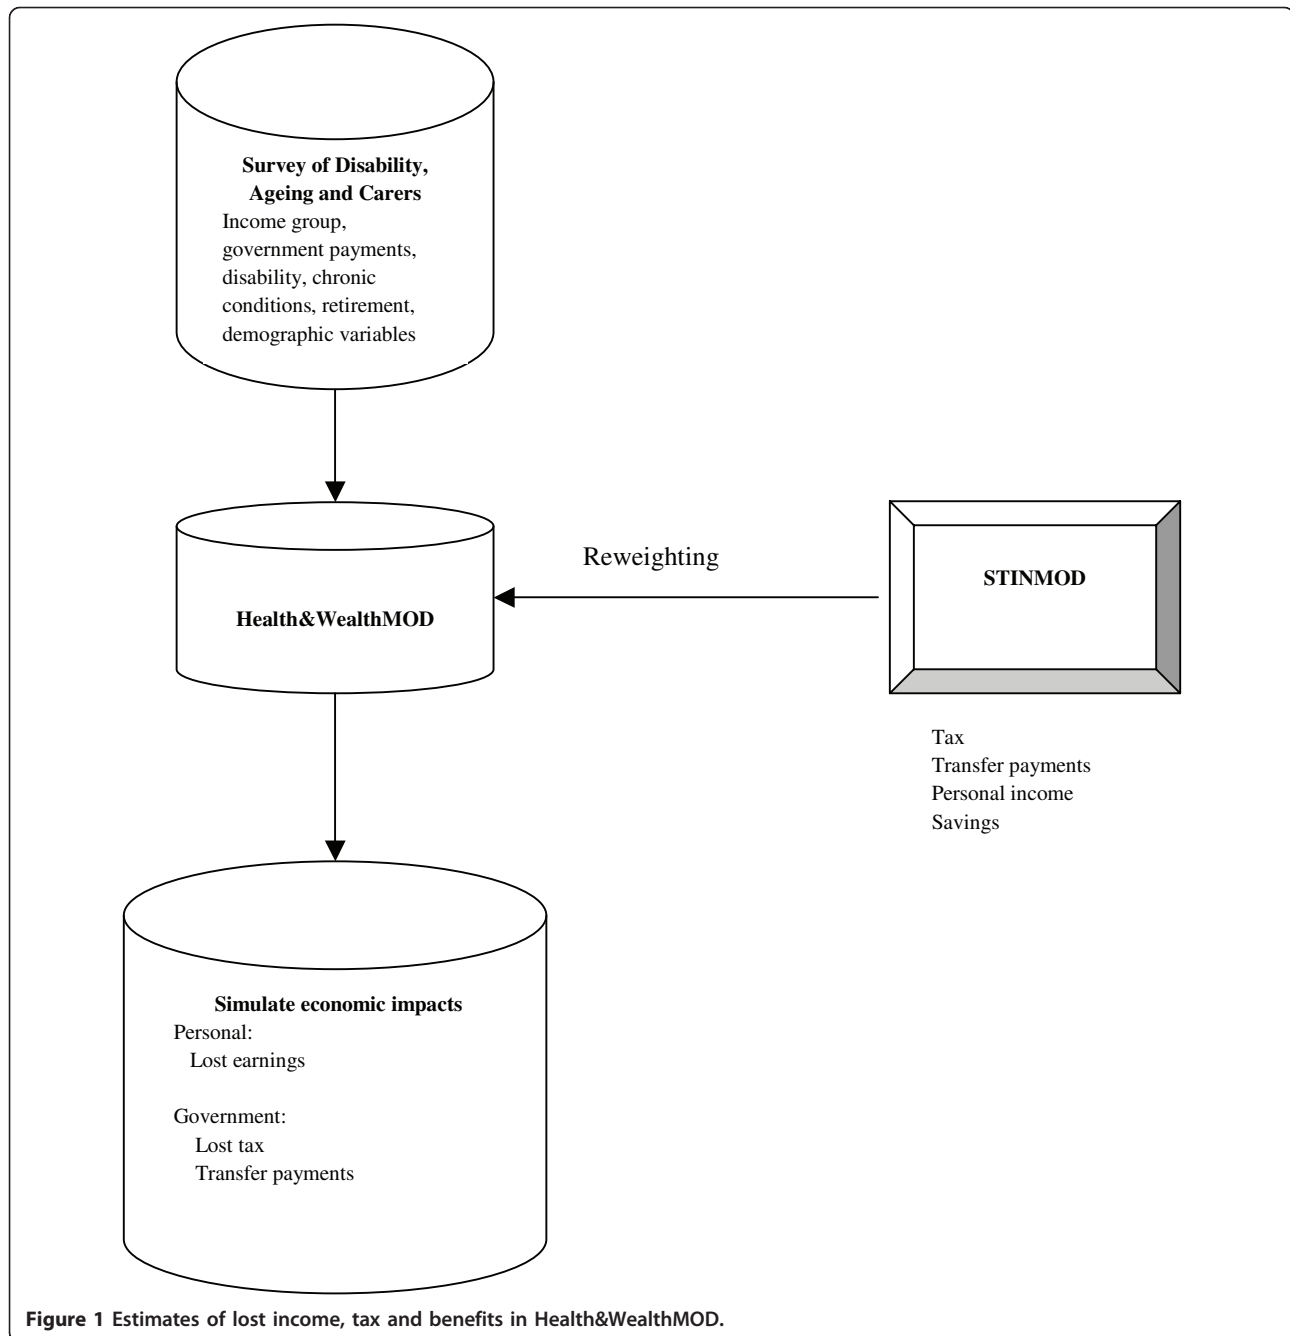 Survey of Disability,
Ageing and Carers
Income group,
government payments,
disability, chronic
conditions, retirement,
demographic variables
Reweighting
STINMOD
Health&WealthMOD
Tax
Transfer payments
Personal income
Savings
Simulate economic impacts
Personal:
Lost earnings
Government:
Lost tax
Transfer payments
Figure 1 Estimates of lost income, tax and benefits in Health&WealthMOD.